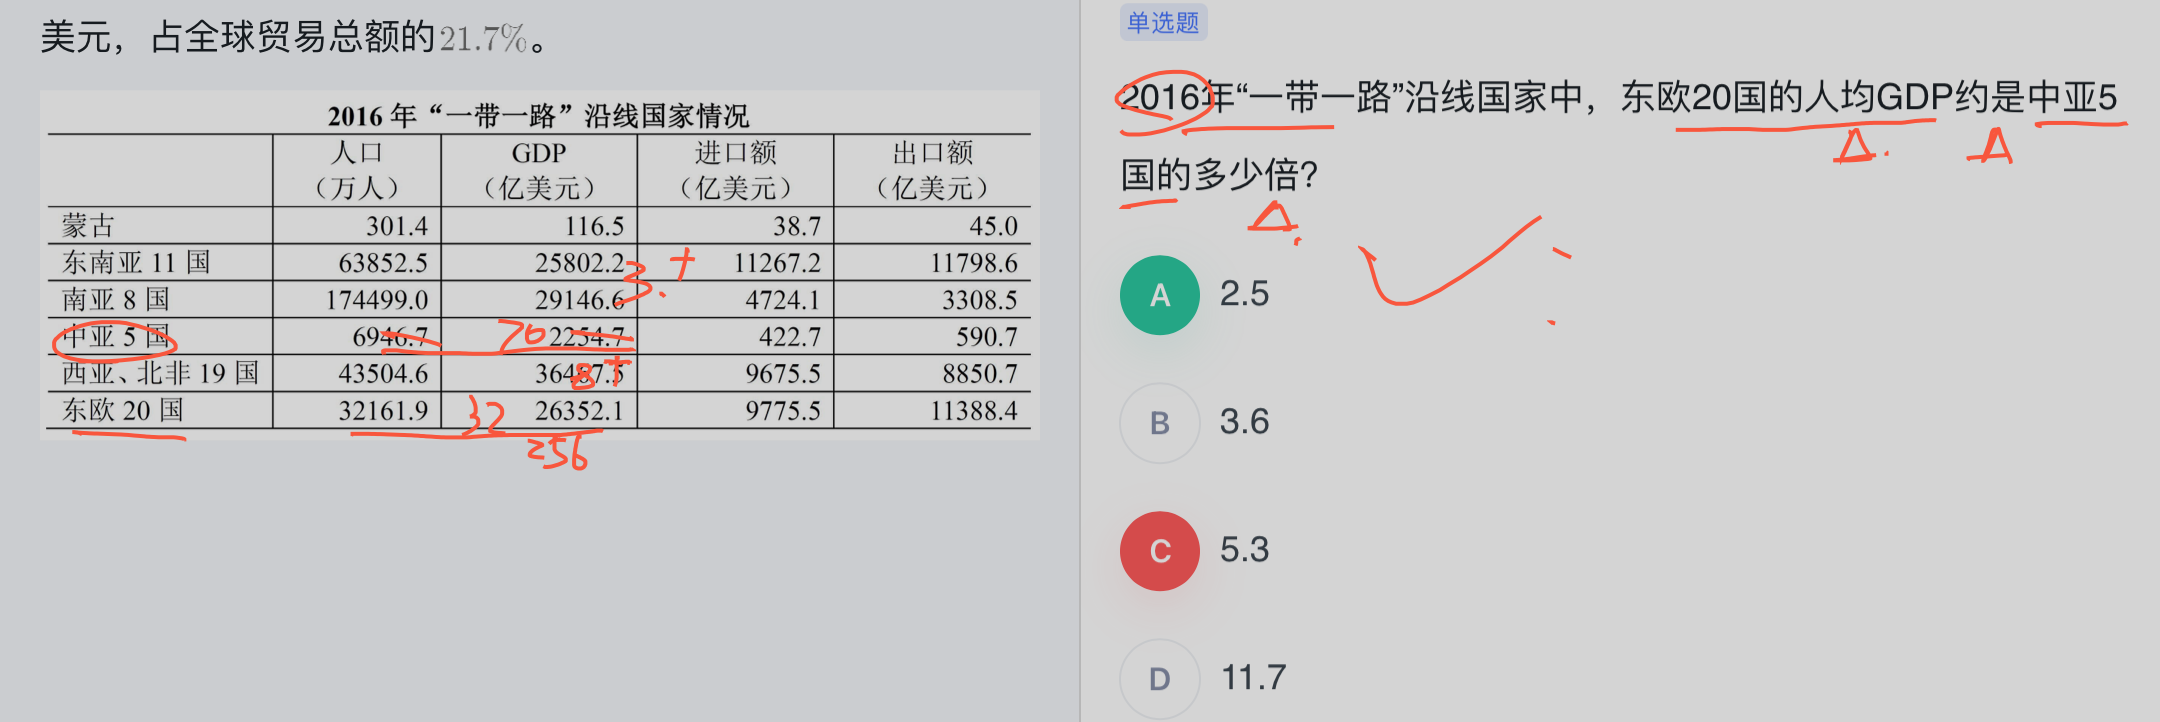 美元，占全球贸易总额的21.7%。
2016 年“一带一路”沿线国家情况
人口（万人） GDP（亿美元） 进口额（亿美元） 出口额（亿美元）
蒙古 301.4 116.5 38.7 45.0
东南亚 11 国 63852.5 25802.2 11267.2 11798.6
3.+
南亚 8 国 174499.0 29146.6 4724.1 3308.5
中亚 5 国 6946.7 70 2254.7 422.7 590.7
8+
西亚、北非 19 国 43504.6 36487.5 9675.5 8850.7
东欧 20 国 32161.9 32 26352.1 9775.5 11388.4
256
单选题
2016年“一带一路”沿线国家中，东欧20国的人均GDP约是中亚5
国的多少倍?
A 2.5
B 3.6
C 5.3
D 11.7